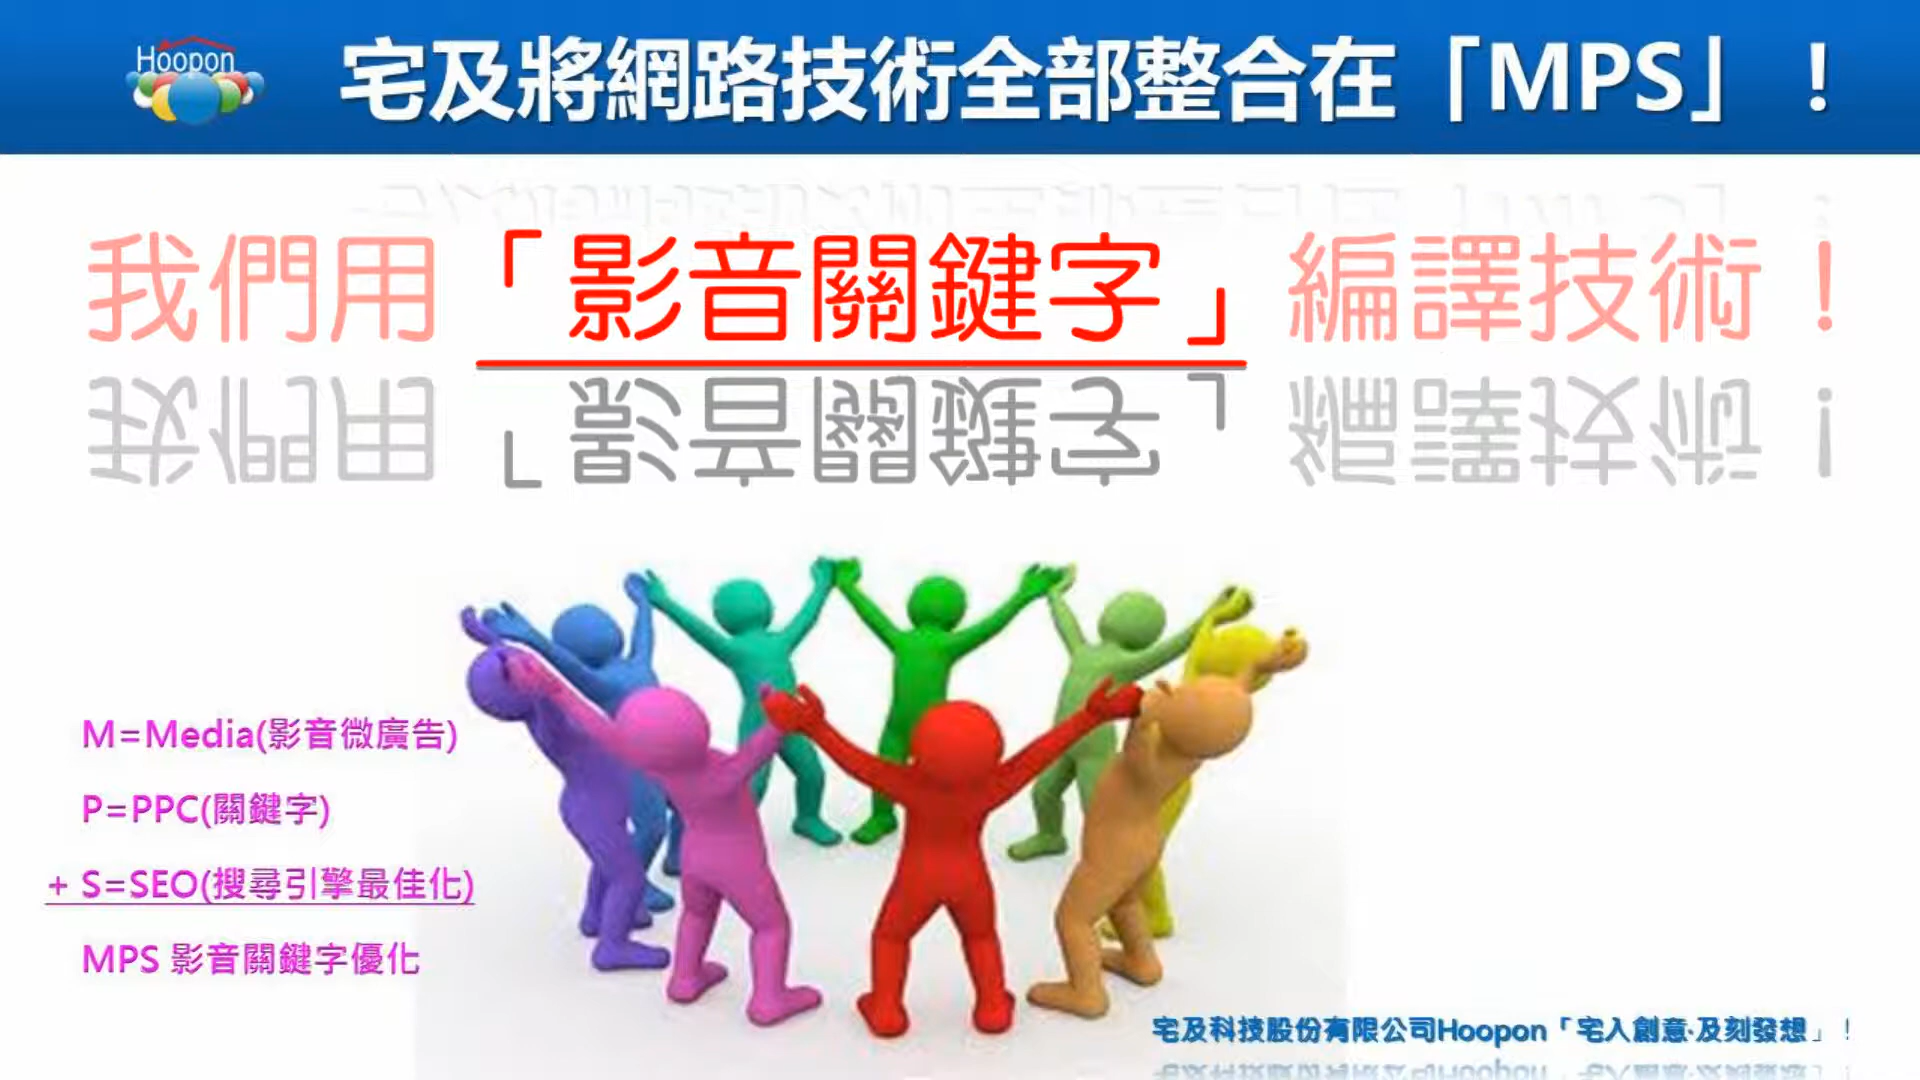 Hoopon
宅及將網路技術全部整合在「MPS」！
我們用「影音關鍵字」編譯技術！
M=Media(影音微廣告)
P=PPC(關鍵字)
+ S=SEO(搜尋引擎最佳化)
MPS 影音關鍵字優化
宅及科技股份有限公司Hoopon「宅入創意‧及刻發想」！